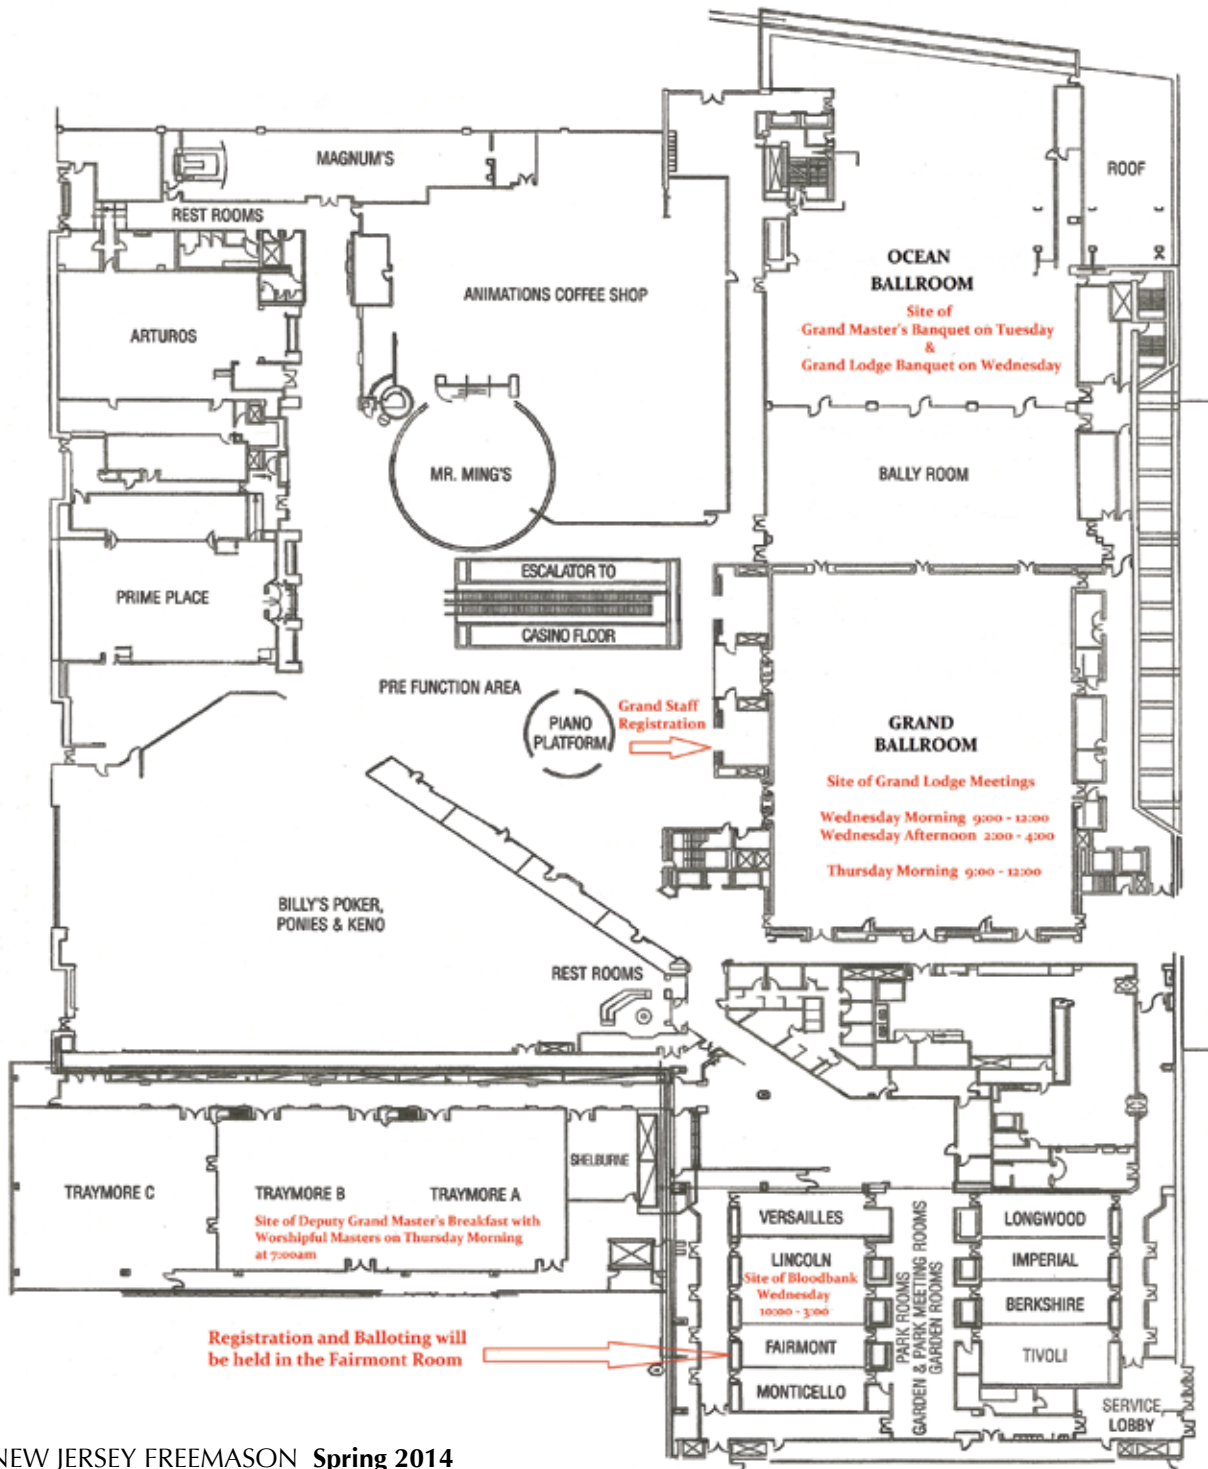 MAGNUM'S
ROOF
REST ROOMS
OCEAN
BALLROOM
Site of
Grand Master's Banquet on Tuesday
&
Grand Lodge Banquet on Wednesday
ANIMATIONS COFFEE SHOP
ARTUROS
MR. MING'S
BALLY ROOM
ESCALATOR TO
CASINO FLOOR
PRIME PLACE
PRE FUNCTION AREA
PIANO
PLATFORM
Grand Staff
Registration
GRAND
BALLROOM
Site of Grand Lodge Meetings
Wednesday Morning 9:00 - 12:00
Wednesday Afternoon 2:00 - 4:00
Thursday Morning 9:00 - 12:00
BILLY'S POKER,
PONIES & KENO
REST ROOMS
SHELBURNE
TRAYMORE C
TRAYMORE B
TRAYMORE A
Site of Deputy Grand Master's Breakfast with
Worshipful Masters on Thursday Morning
at 7:00am
VERSAILLES
LINCOLN
Site of Bloodbank
Wednesday
10:00 - 3:00
FAIRMONT
MONTICELLO
PARK ROOMS
GARDEN & PARK MEETING ROOMS
GARDEN ROOMS
LONGWOOD
IMPERIAL
BERKSHIRE
TIVOLI
SERVICE
LOBBY
Registration and Balloting will
be held in the Fairmont Room
NEW JERSEY FREEMASON Spring 2014